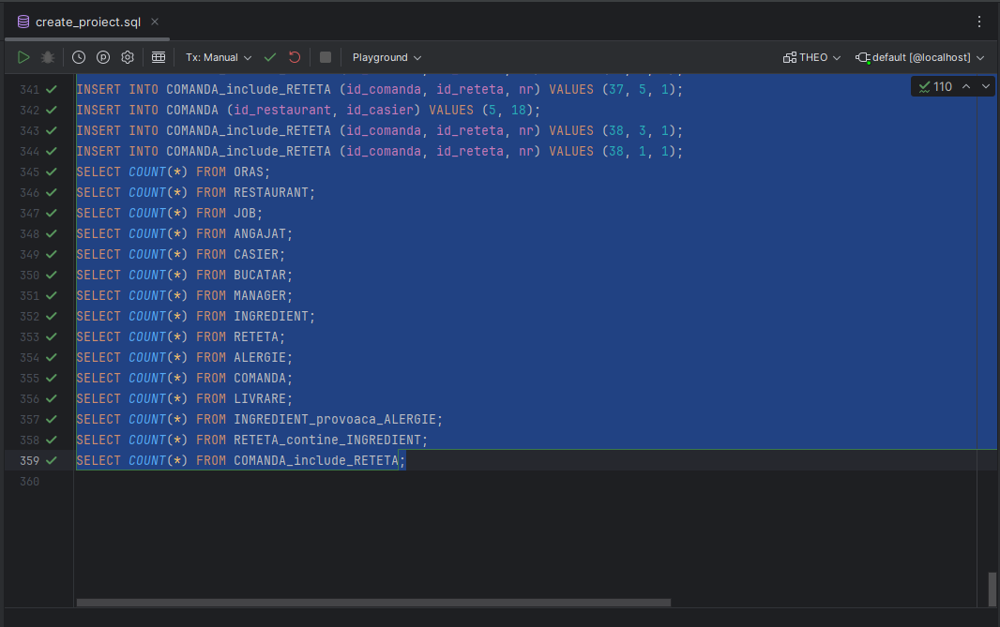 create_proiect.sql
Tx: Manual Playground THEO default [@localhost]
110
341 INSERT INTO COMANDA_include_RETETA (id_comanda, id_reteta, nr) VALUES (37, 5, 1);
342 INSERT INTO COMANDA (id_restaurant, id_casier) VALUES (5, 18);
343 INSERT INTO COMANDA_include_RETETA (id_comanda, id_reteta, nr) VALUES (38, 3, 1);
344 INSERT INTO COMANDA_include_RETETA (id_comanda, id_reteta, nr) VALUES (38, 1, 1);
345 SELECT COUNT(*) FROM ORAS;
346 SELECT COUNT(*) FROM RESTAURANT;
347 SELECT COUNT(*) FROM JOB;
348 SELECT COUNT(*) FROM ANGAJAT;
349 SELECT COUNT(*) FROM CASIER;
350 SELECT COUNT(*) FROM BUCATAR;
351 SELECT COUNT(*) FROM MANAGER;
352 SELECT COUNT(*) FROM INGREDIENT;
353 SELECT COUNT(*) FROM RETETA;
354 SELECT COUNT(*) FROM ALERGIE;
355 SELECT COUNT(*) FROM COMANDA;
356 SELECT COUNT(*) FROM LIVRARE;
357 SELECT COUNT(*) FROM INGREDIENT_provoaca_ALERGIE;
358 SELECT COUNT(*) FROM RETETA_contine_INGREDIENT;
359 SELECT COUNT(*) FROM COMANDA_include_RETETA;
360